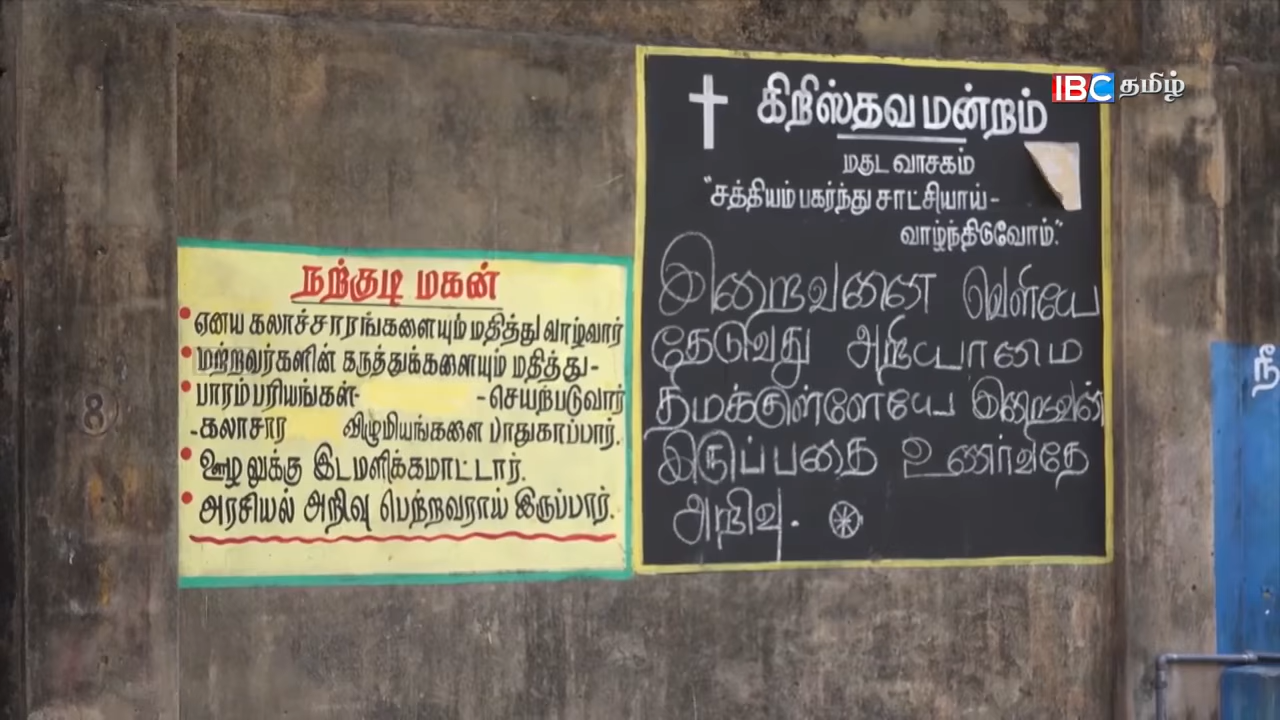 நற்குடி மகன்
• ஏனய கலாச்சாரங்களையும் மதித்து வாழ்வார்
• மற்றவர்களின் கருத்துக்களையும் மதித்து-
• பாரம்பரியங்கள்- -செயற்படுவார்
-கலாசார விழுமியங்களை பாதுகாப்பார்.
• ஊழலுக்கு இடமளிக்கமாட்டார்.
• அரசியல் அறிவு பெற்றவராய் இருப்பார்.
கிறிஸ்தவ மன்றம்
மகுட வாசகம்
"சத்தியம் பகர்ந்து சாட்சியாய்-
வாழ்ந்திடுவோம்."
இறைவனை வெளியே
தேடுவது அறியாமை
திமக்குள்ளேயே இறைவன்
இருப்பதை உணர்வதே
அறிவு.
IBC தமிழ்
8
நீ